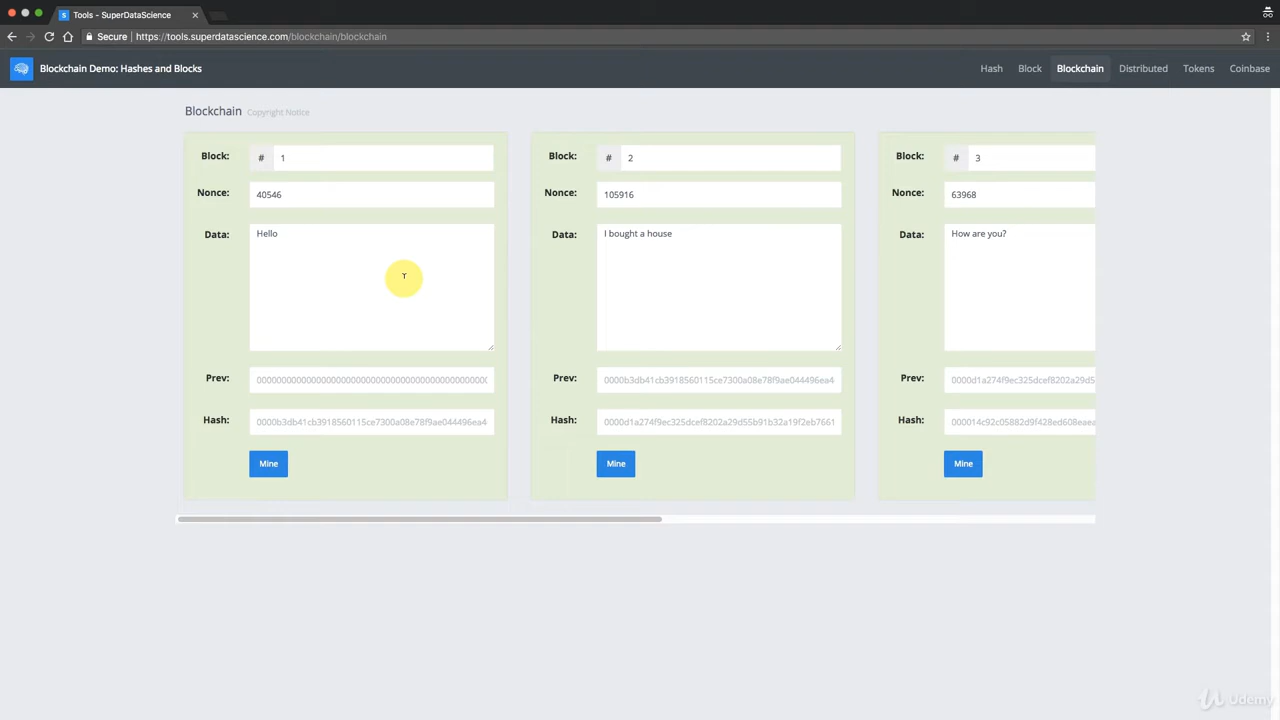 Tools - SuperDataScience
Secure | https://tools.superdatascience.com/blockchain/blockchain
Blockchain Demo: Hashes and Blocks
Hash Block Blockchain Distributed Tokens Coinbase
Blockchain Copyright Notice
Block: # 1
Nonce: 40546
Data: Hello
Prev: 00000000000000000000000000000000000000000000000000
Hash: 0000b3db41cb3918560115ce7300a08e78f9ae044496ea4
Mine
Block: # 2
Nonce: 105916
Data: I bought a house
Prev: 0000b3db41cb3918560115ce7300a08e78f9ae044496ea4
Hash: 0000d1a274f9ec325dcef8202a29d55b91b32a19f2eb7661
Mine
Block: # 3
Nonce: 63968
Data: How are you?
Prev: 0000d1a274f9ec325dcef8202a29d5
Hash: 000014c92c05882d9f428ed608eaea
Mine
Udemy